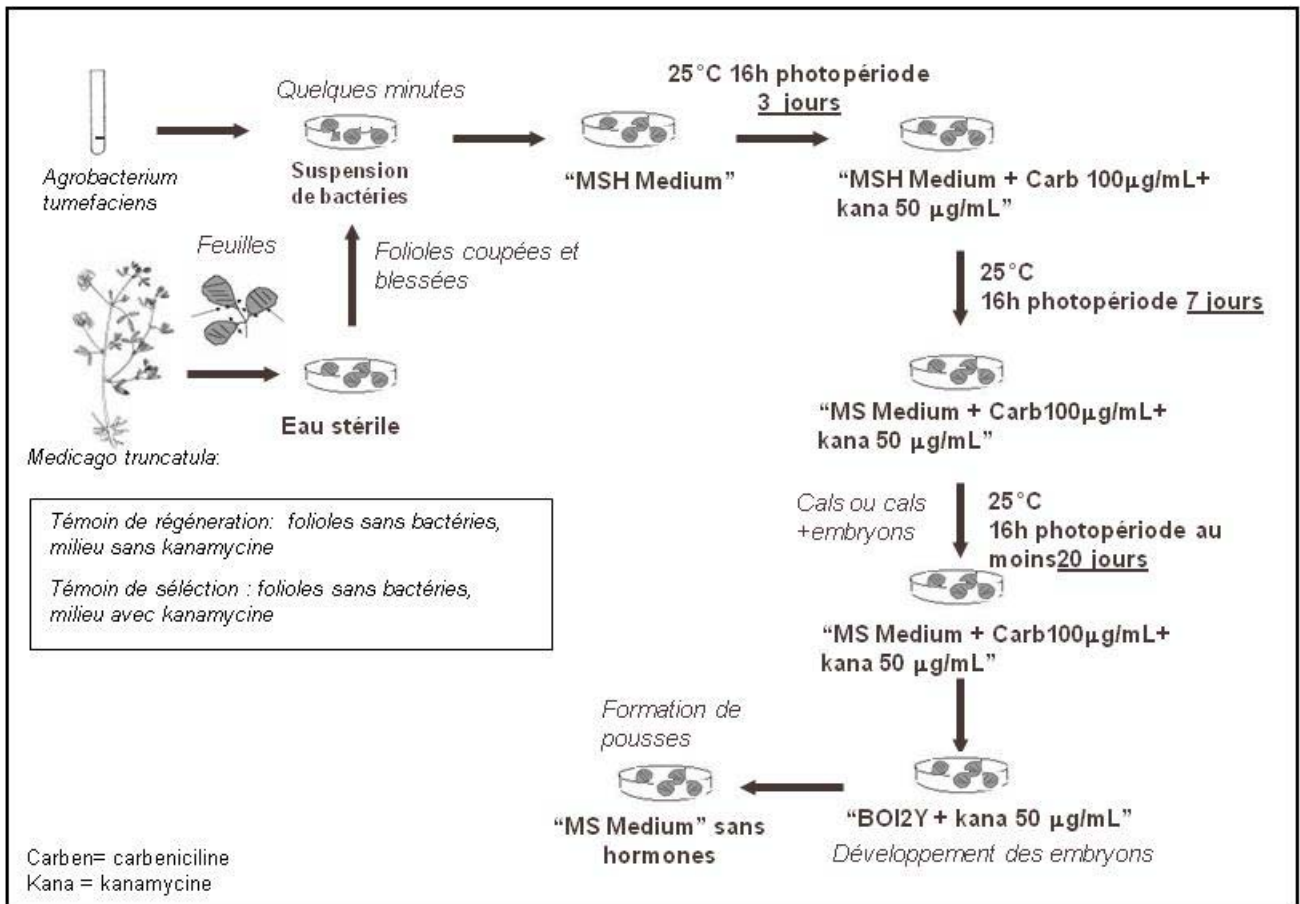 25°C 16h photopériode
3 jours
Quelques minutes
Agrobacterium
tumefaciens
Suspension
de bactéries
“MSH Medium”
“MSH Medium + Carb 100µg/mL+
kana 50 µg/mL”
Feuilles
Folioles coupées et
blessées
25°C
16h photopériode 7 jours
Eau stérile
Medicago truncatula:
“MS Medium + Carb100µg/mL+
kana 50 µg/mL”
Cals ou cals
+embryons
25°C
16h photopériode au
moins20 jours
Témoin de régéneration: folioles sans bactéries,
milieu sans kanamycine
Témoin de séléction : folioles sans bactéries,
milieu avec kanamycine
“MS Medium + Carb100µg/mL+
kana 50 µg/mL”
Formation de
pousses
“BOI2Y + kana 50 µg/mL”
Développement des embryons
“MS Medium” sans
hormones
Carben= carbeniciline
Kana = kanamycine